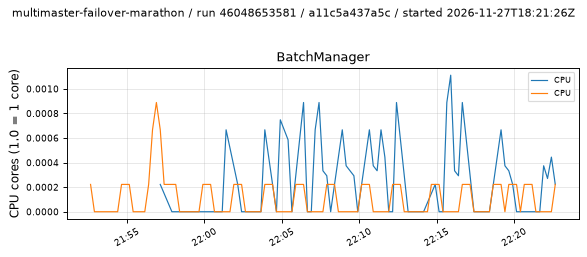 multimaster-failover-marathon / run 46048653581 / a11c5a437a5c / started 2026-11-27T18:21:26Z
BatchManager
CPU cores (1.0 = 1 core)
0.0010
0.0008
0.0006
0.0004
0.0002
0.0000
CPU
CPU
21:55
22:00
22:05
22:10
22:15
22:20